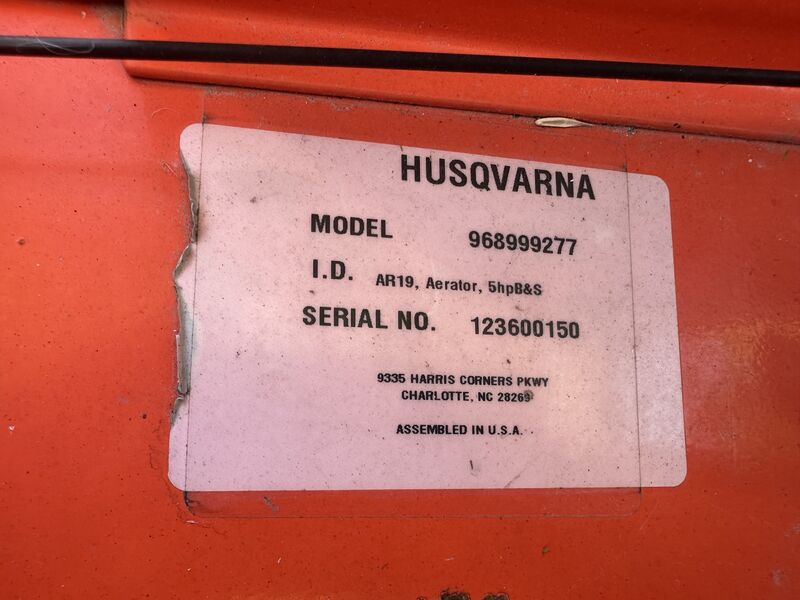 HUSQVARNA
MODEL 968999277
I.D. AR19, Aerator, 5hpB&S
SERIAL NO. 123600150
9335 HARRIS CORNERS PKWY
CHARLOTTE, NC 28269
ASSEMBLED IN U.S.A.